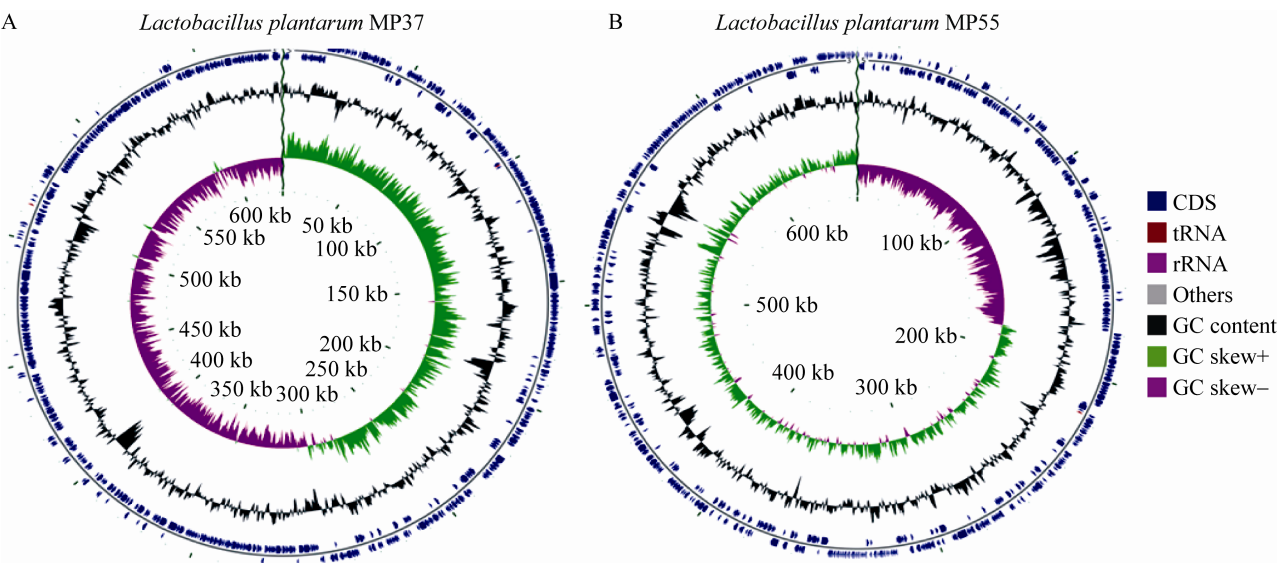 A
Lactobacillus plantarum MP37
B
Lactobacillus plantarum MP55
600 kb
50 kb
550 kb
100 kb
500 kb
150 kb
450 kb
200 kb
400 kb
250 kb
350 kb
300 kb
600 kb
100 kb
500 kb
200 kb
400 kb
300 kb
CDS
tRNA
rRNA
Others
GC content
GC skew+
GC skew−